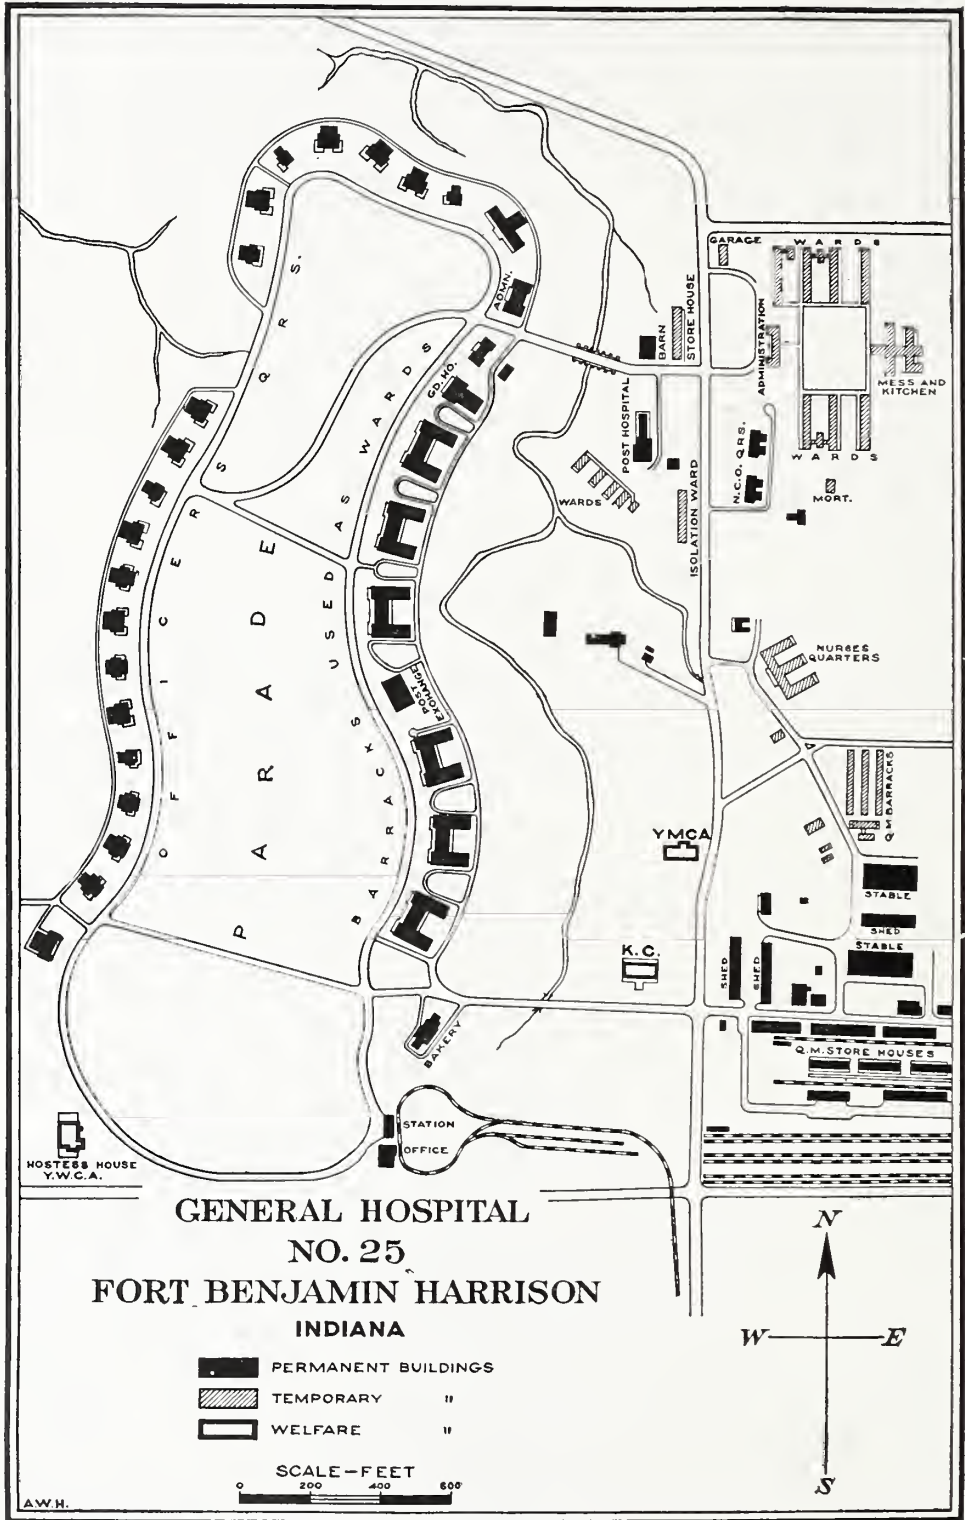 GARAGE
WARDS
ADMN.
BARN
STORE HOUSE
ADMINISTRATION
MESS AND
KITCHEN
GD. HO.
POST HOSPITAL
N.C.O. QRS.
WARDS
WARDS
MORT.
ISOLATION WARD
OFFICERS QRS.
PARADE
BARRACKS USED AS WARDS
POST
EXCHANGE
NURSES
QUARTERS
Q.M. BARRACKS
YMCA
STABLE
SHED
STABLE
K.C.
SHED
SHED
BAKERY
Q.M. STORE HOUSES
STATION
OFFICE
HOSTESS HOUSE
Y.W.C.A.
GENERAL HOSPITAL
NO. 25
FORT BENJAMIN HARRISON
INDIANA
PERMANENT BUILDINGS
TEMPORARY "
WELFARE "
SCALE-FEET
0 200 400 600'
N
W E
S
A.W.H.